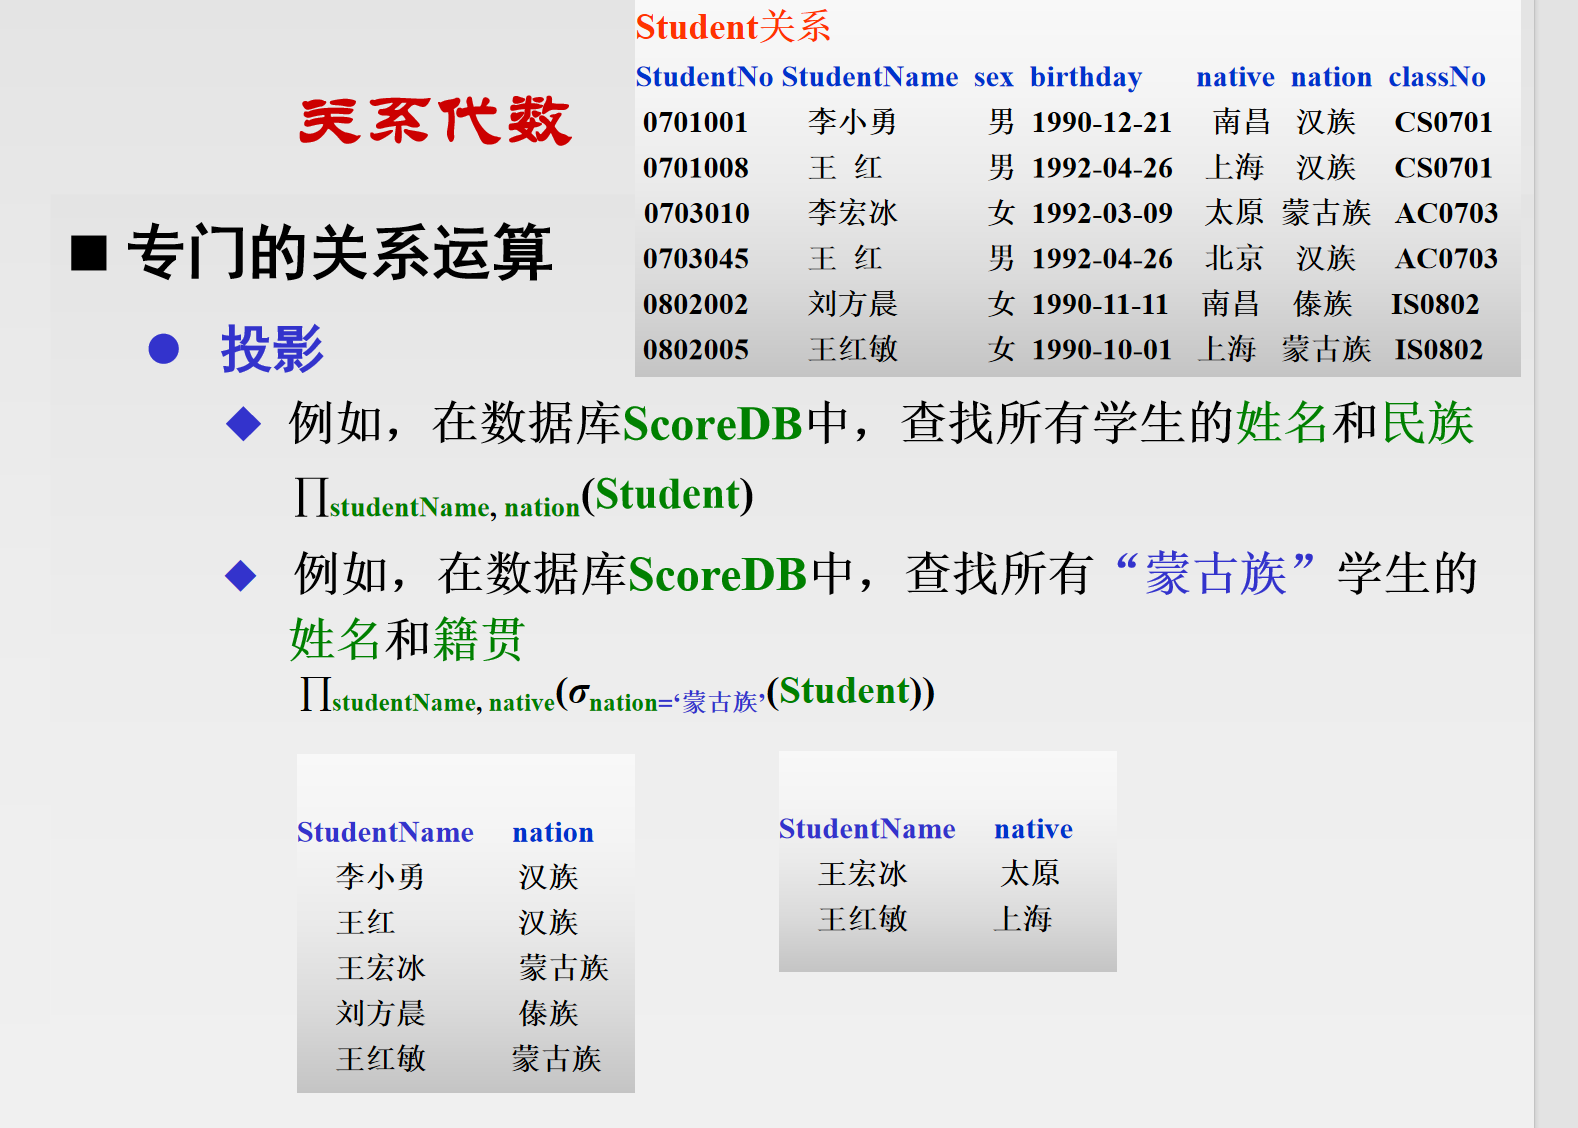 Student关系
StudentNo StudentName sex birthday native nation classNo
0701001 李小勇 男 1990-12-21 南昌 汉族 CS0701
0701008 王 红 男 1992-04-26 上海 汉族 CS0701
0703010 李宏冰 女 1992-03-09 太原 蒙古族 AC0703
0703045 王 红 男 1992-04-26 北京 汉族 AC0703
0802002 刘方晨 女 1990-11-11 南昌 傣族 IS0802
0802005 王红敏 女 1990-10-01 上海 蒙古族 IS0802
关系代数
■ 专门的关系运算
● 投影
◆ 例如，在数据库ScoreDB中，查找所有学生的姓名和民族
∏studentName, nation(Student)
◆ 例如，在数据库ScoreDB中，查找所有“蒙古族”学生的
姓名和籍贯
∏studentName, native(σnation=‘蒙古族’(Student))
StudentName nation
李小勇 汉族
王红 汉族
王宏冰 蒙古族
刘方晨 傣族
王红敏 蒙古族
StudentName native
王宏冰 太原
王红敏 上海